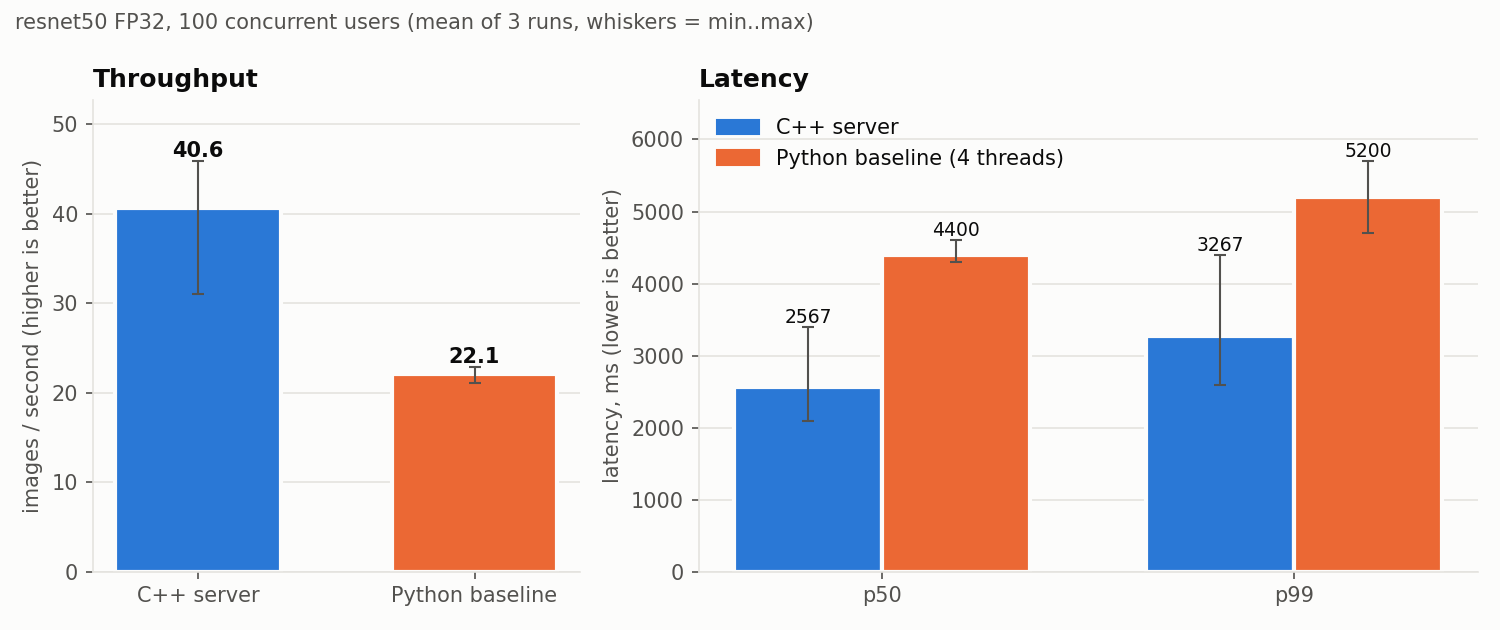 resnet50 FP32, 100 concurrent users (mean of 3 runs, whiskers = min..max)
Throughput
images / second (higher is better)
50
40
30
20
10
0
40.6
22.1
C++ server
Python baseline
Latency
latency, ms (lower is better)
6000
5000
4000
3000
2000
1000
0
C++ server
Python baseline (4 threads)
2567
4400
3267
5200
p50
p99